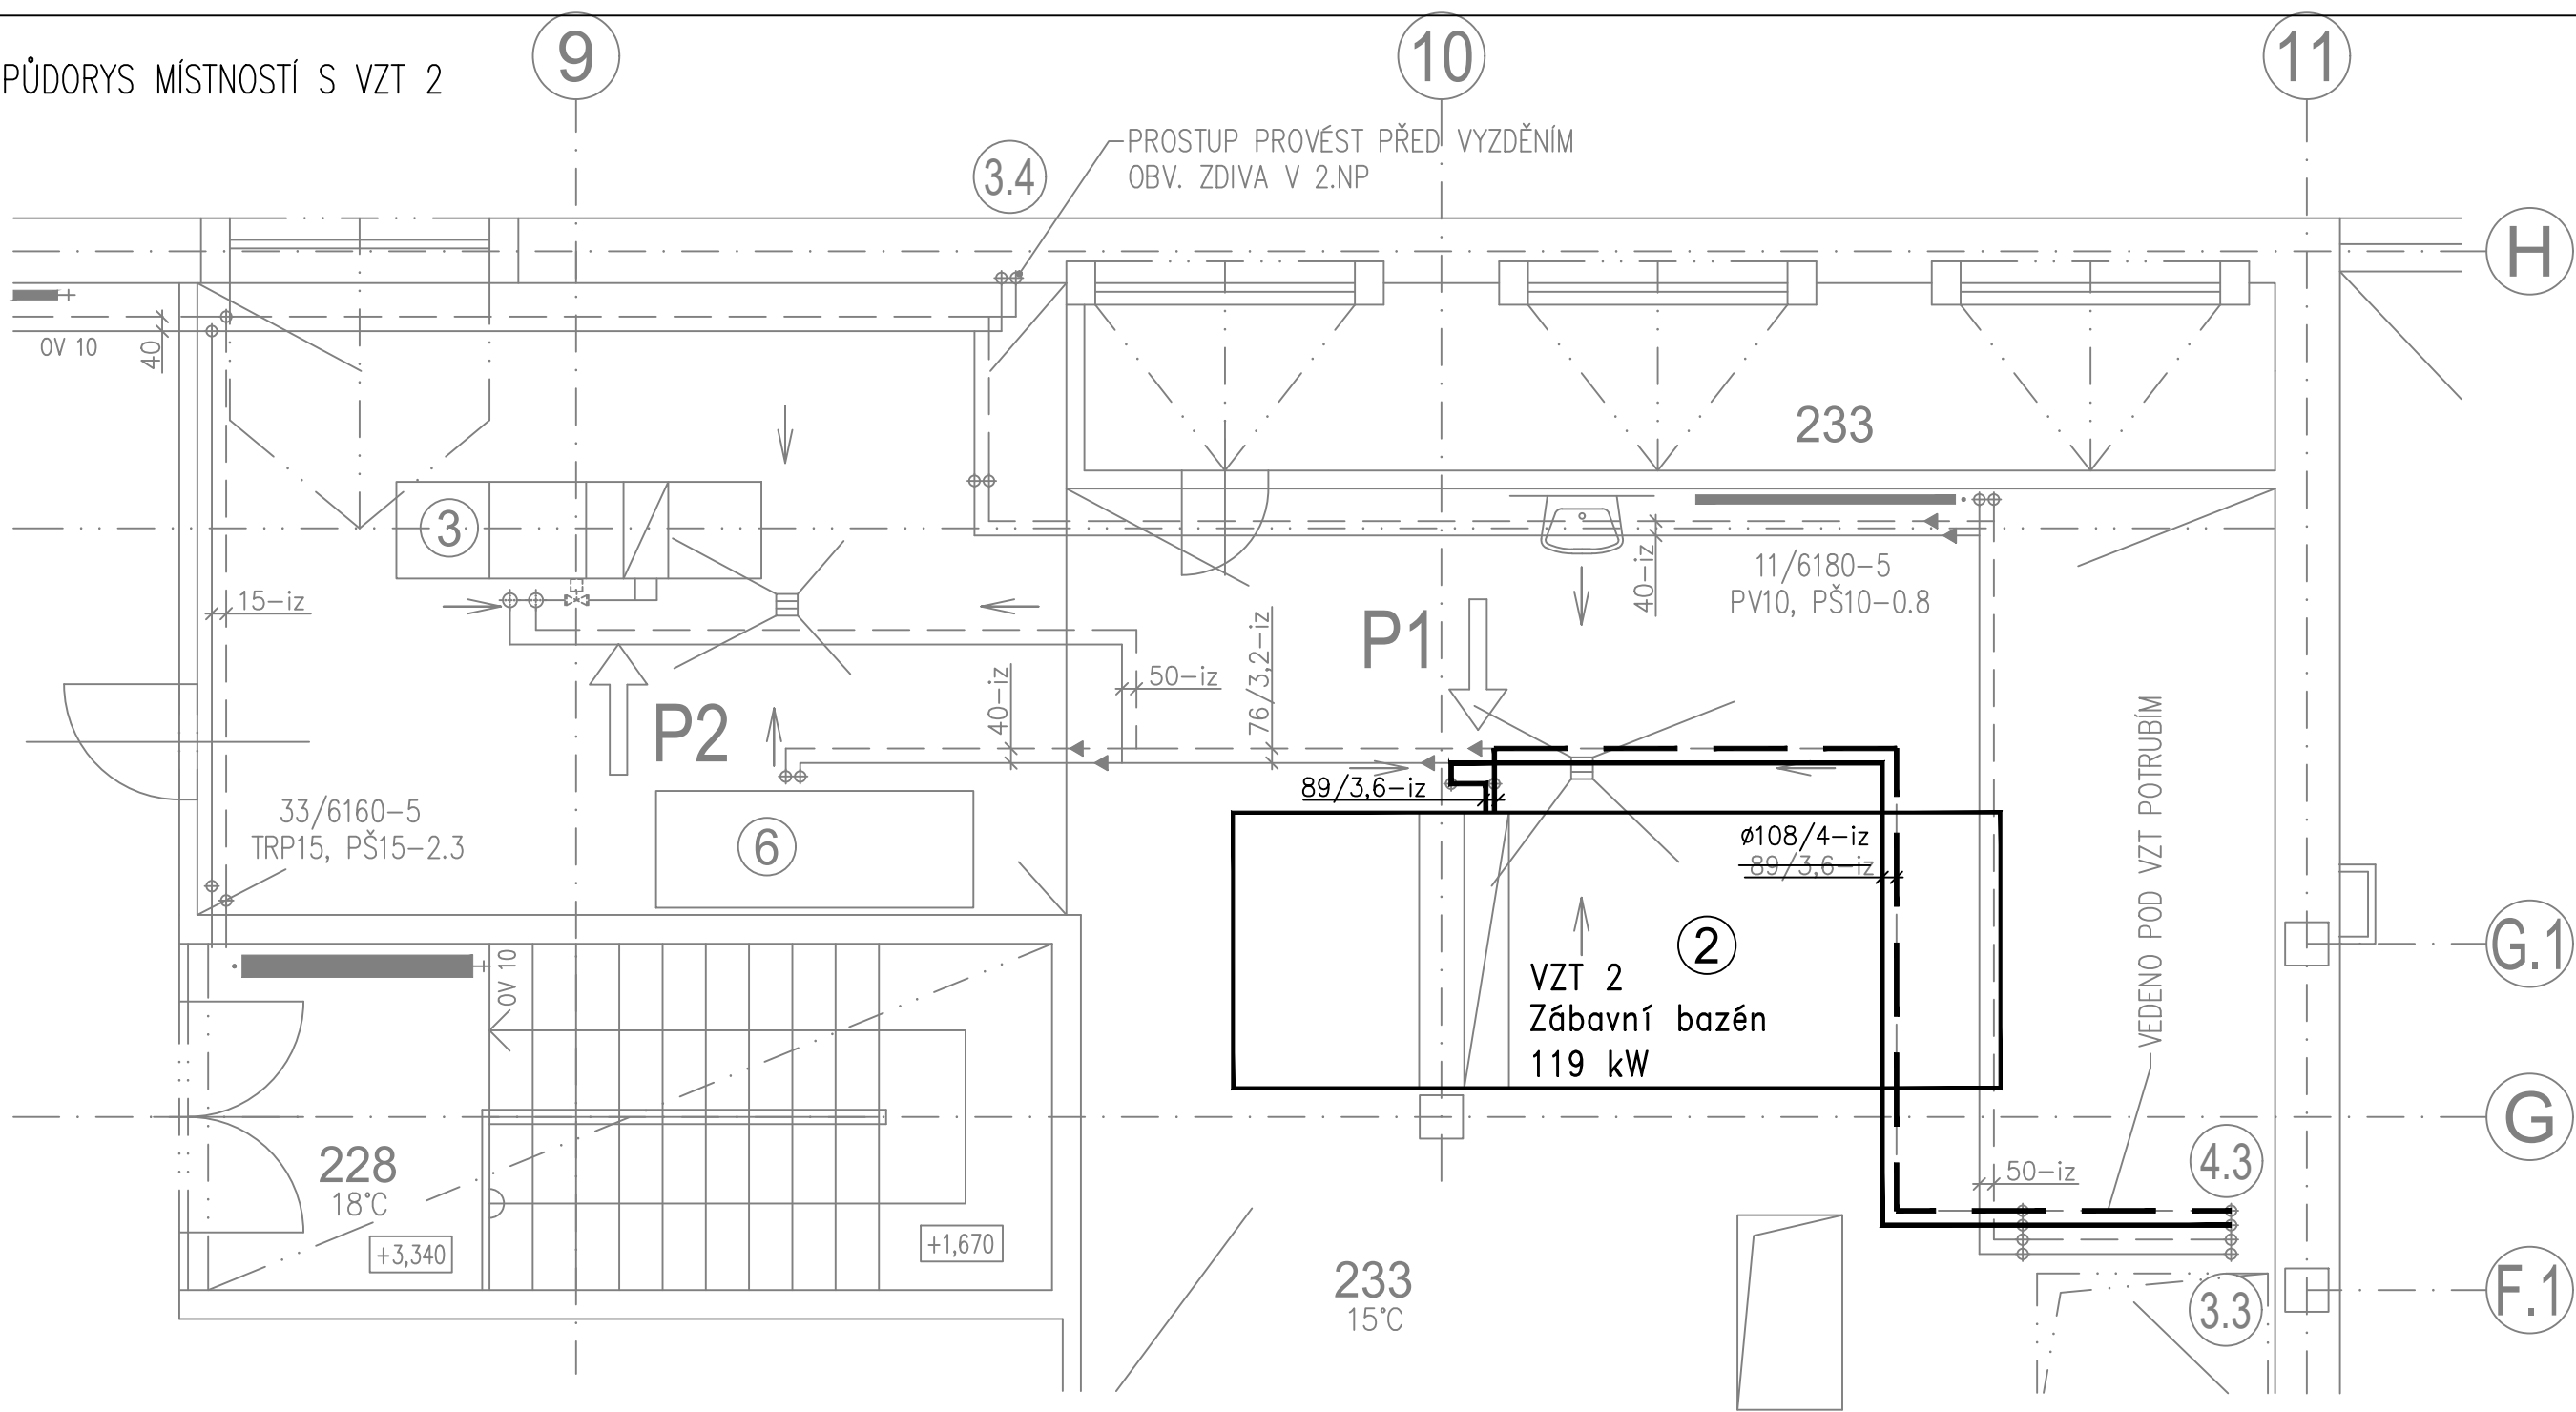 9
10
11
PŮDORYS MÍSTNOSTÍ S VZT 2
PROSTUP PROVÉST PŘED VYZDĚNÍM
OBV. ZDIVA V 2.NP
3.4
H
OV 10
40
233
3
40-iz
11/6180-5
PV10, PŠ10-0.8
15-iz
P1
76/3,2-iz
50-iz
40-iz
P2
VEDENO POD VZT POTRUBÍM
89/3,6-iz
33/6160-5
TRP15, PŠ15-2.3
6
ø108/4-iz
89/3,6-iz
2
G.1
OV 10
VZT 2
Zábavní bazén
119 kW
G
228
18°C
4.3
50-iz
+3,340
+1,670
233
15°C
3.3
F.1